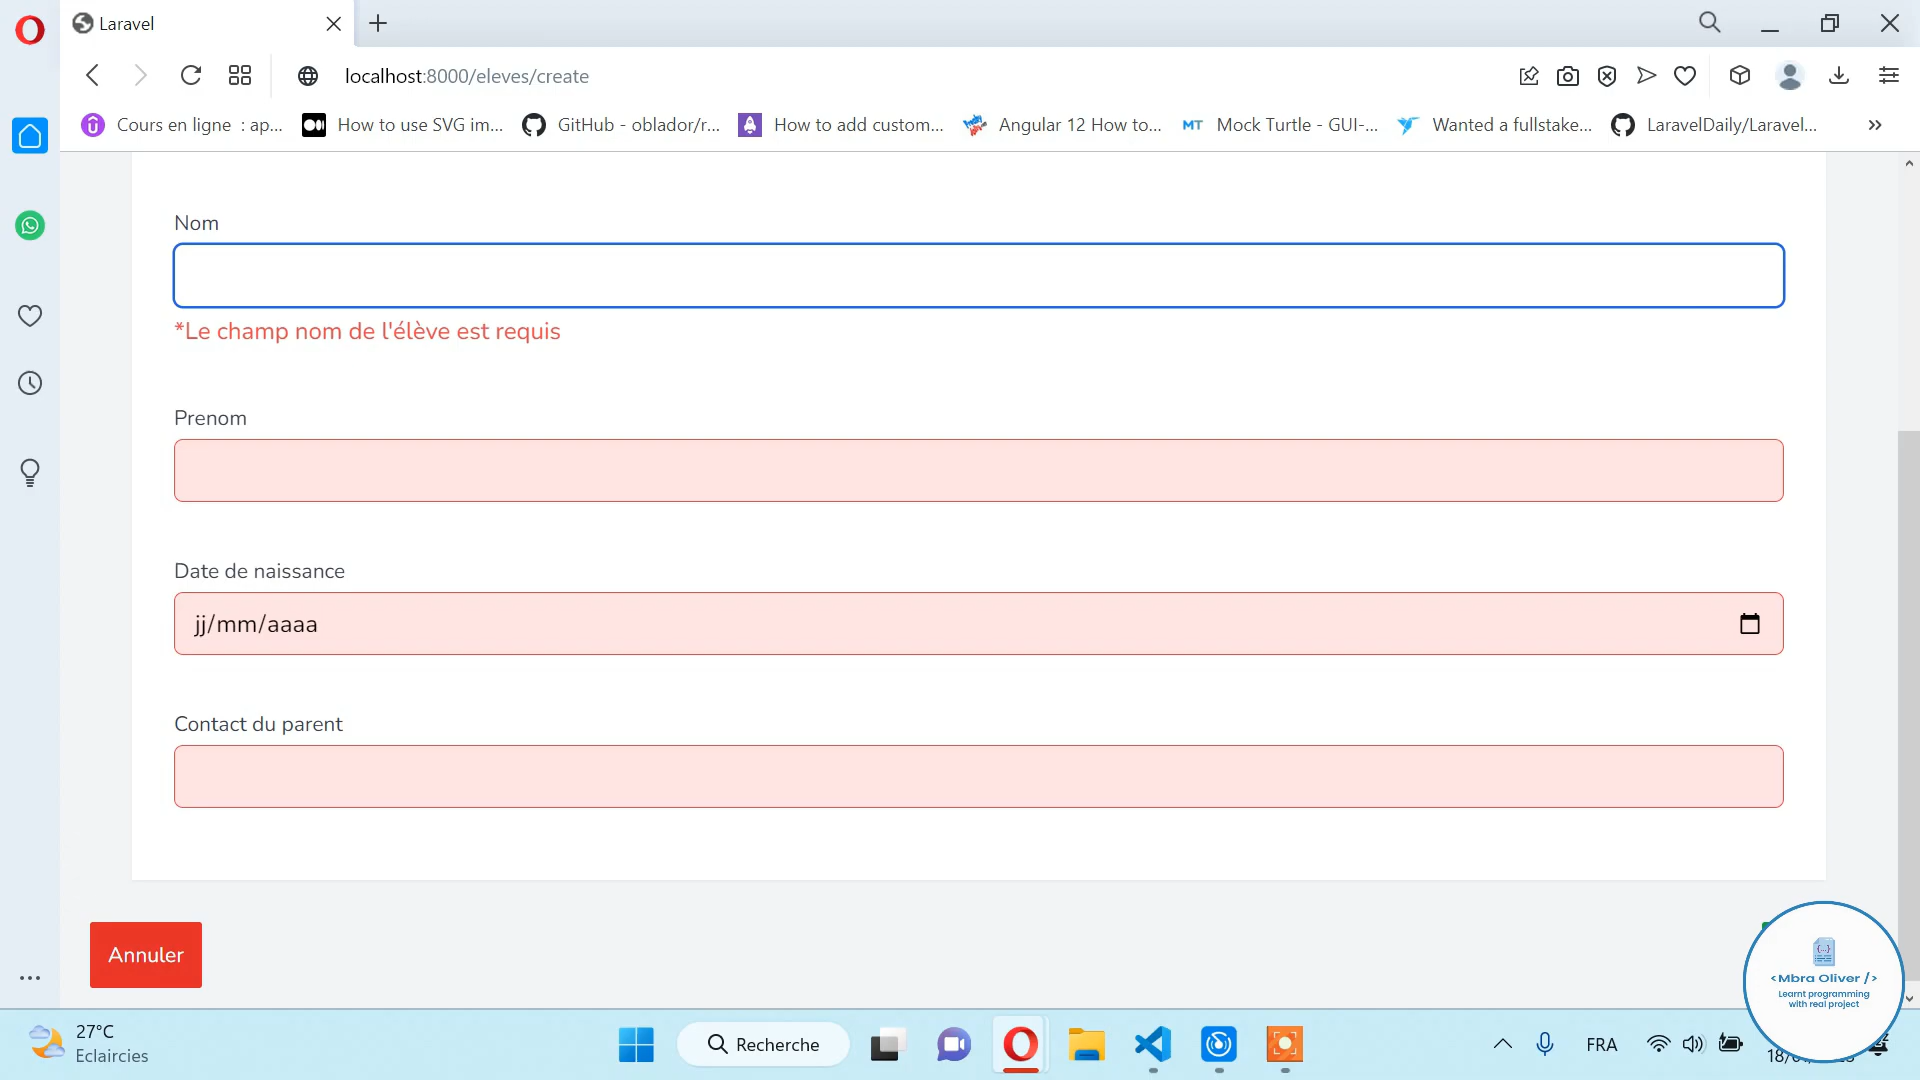 Laravel
localhost:8000/eleves/create
Cours en ligne : ap...
How to use SVG im...
GitHub - oblador/r...
How to add custom...
Angular 12 How to...
MT
Mock Turtle - GUI-...
Wanted a fullstake...
LaravelDaily/Laravel...
Nom
*Le champ nom de l'élève est requis
Prenom
Date de naissance
jj/mm/aaaa
Contact du parent
Annuler
{...}
<Mbra Oliver />
Learnt programming
with real project
27°C
Eclaircies
Recherche
FRA